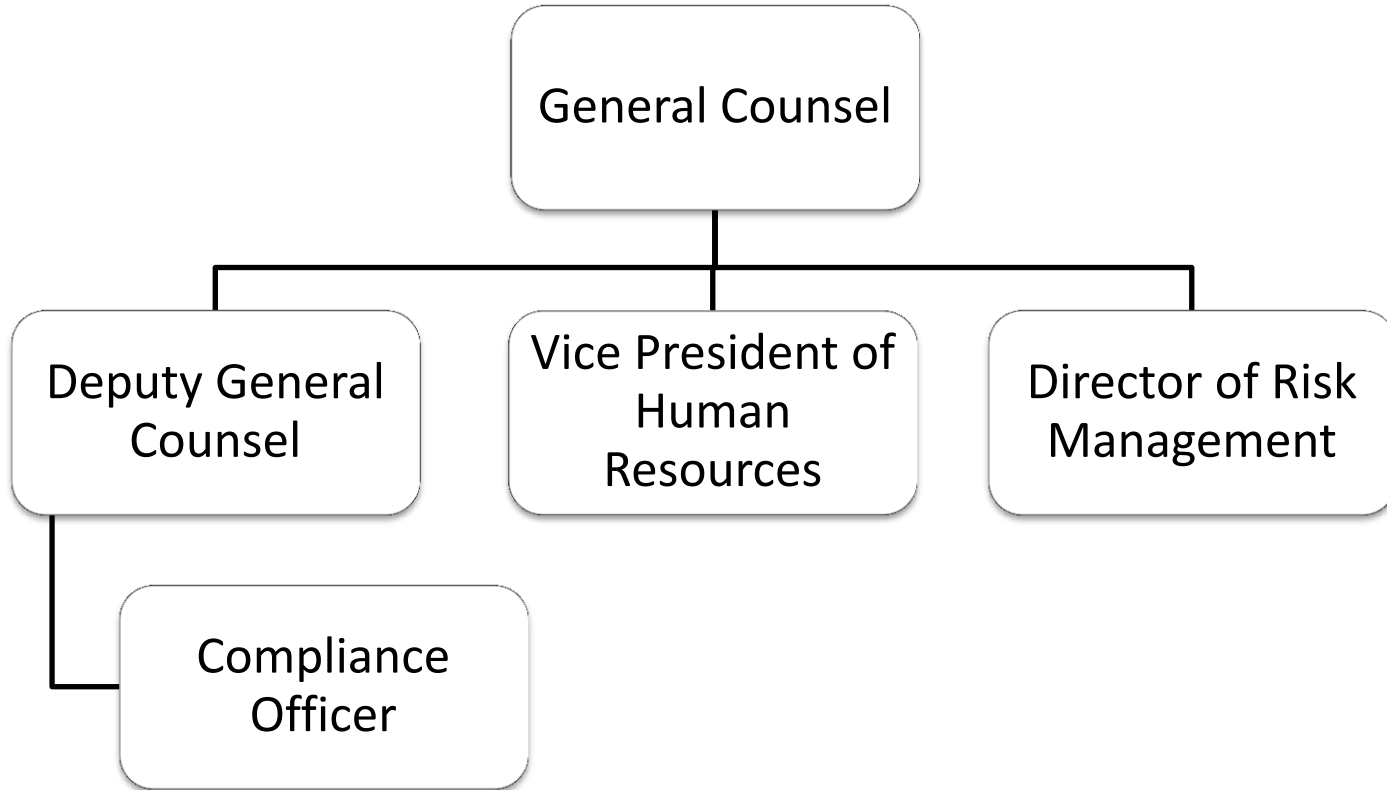 General Counsel
Deputy General
Counsel
Vice President of
Human
Resources
Director of Risk
Management
Compliance
Officer